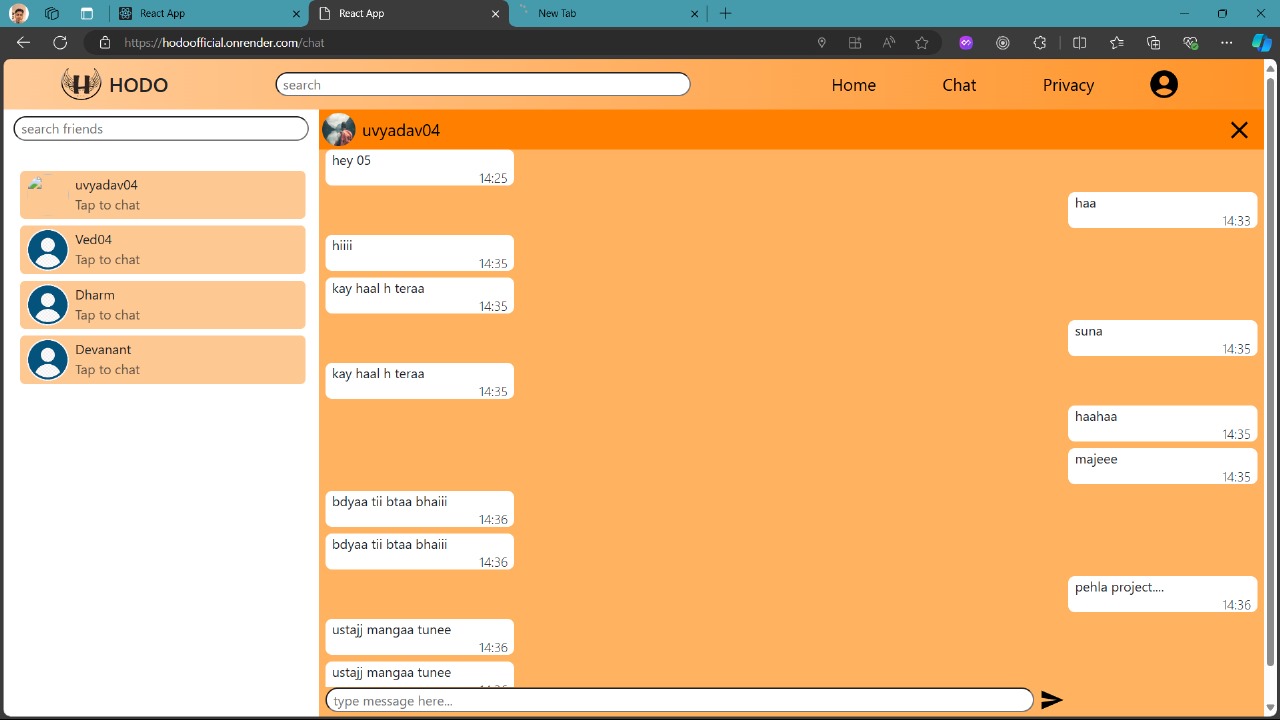 React App
React App
New Tab
https://hodoofficial.onrender.com/chat
H HODO
search
Home
Chat
Privacy
search friends
uvyadav04
Tap to chat
Ved04
Tap to chat
Dharm
Tap to chat
Devanant
Tap to chat
uvyadav04
hey 05
14:25
haa
14:33
hiiii
14:35
kay haal h teraa
14:35
suna
14:35
kay haal h teraa
14:35
haahaa
14:35
majeee
14:35
bdyaa tii btaa bhaiii
14:36
bdyaa tii btaa bhaiii
14:36
pehla project....
14:36
ustajj mangaa tunee
14:36
ustajj mangaa tunee
type message here...